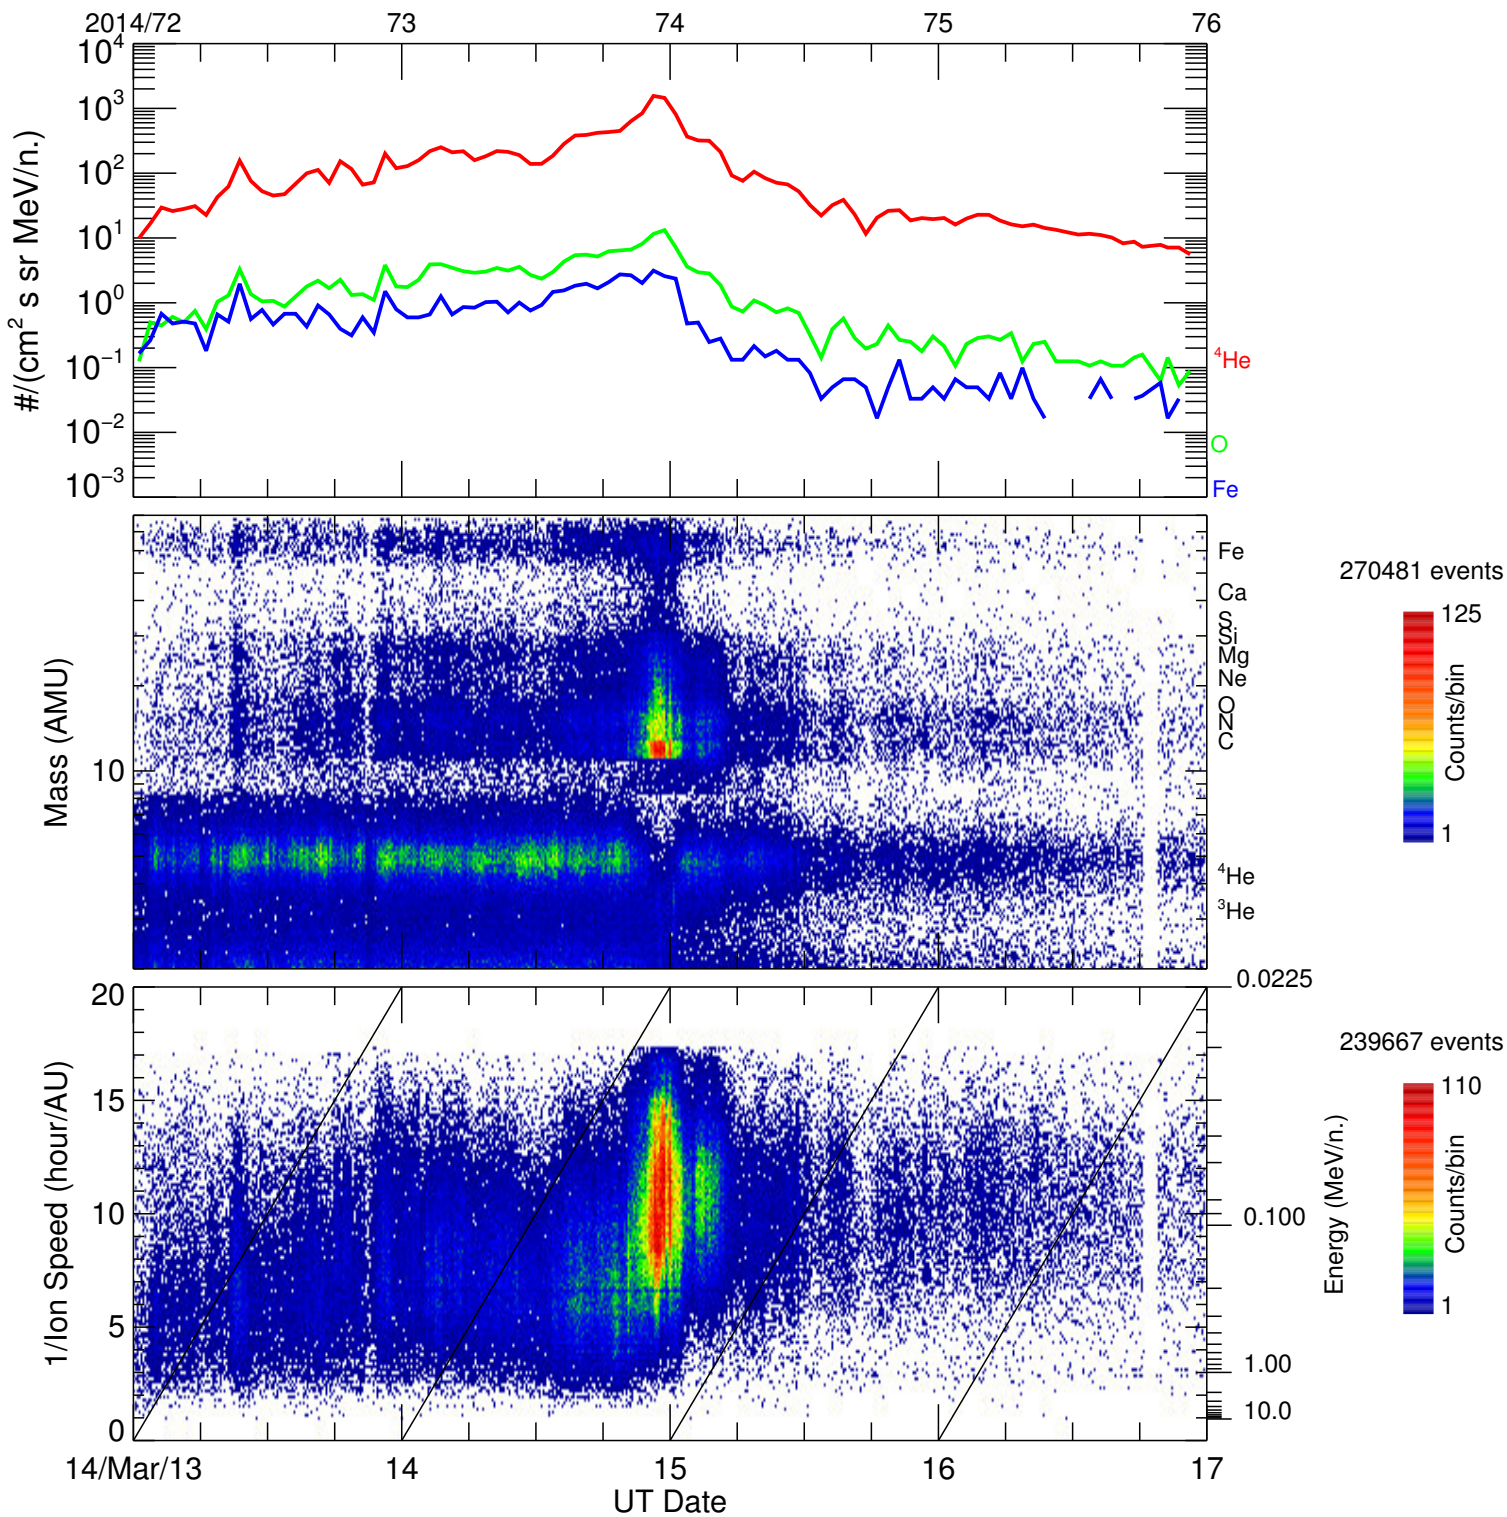 2014/72 73 74 75 76
10^4
10^3
10^2
10^1
10^0
10^−1
10^−2
10^−3
#/(cm^2 s sr MeV/n.)
^4He
O
Fe
Mass (AMU)
10
Fe
Ca
S
Si
Mg
Ne
O
N
C
^4He
^3He
270481 events
125
Counts/bin
1
20
15
10
5
0
1/Ion Speed (hour/AU)
0.0225
0.100
1.00
10.0
Energy (MeV/n.)
239667 events
110
Counts/bin
1
14/Mar/13 14 15 16 17
UT Date